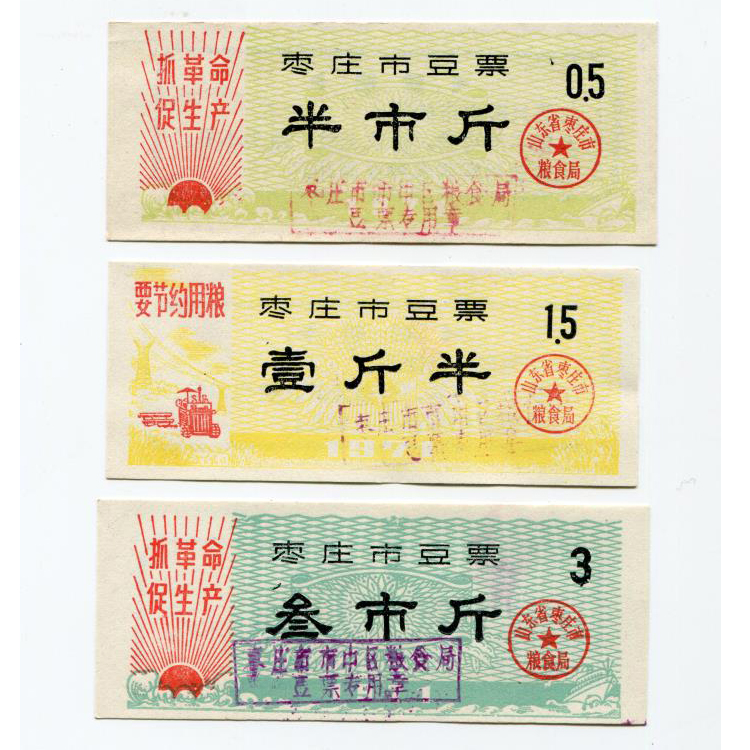 抓革命
促生产
枣庄市豆票
0.5
半市斤
山东省枣庄市
粮食局
枣庄市市中区粮食局
豆票专用章
要节约用粮
枣庄市豆票
1.5
壹斤半
山东省枣庄市
粮食局
1971
抓革命
促生产
枣庄市豆票
3
叁市斤
山东省枣庄市
粮食局
枣庄市市中区粮食局
豆票专用章